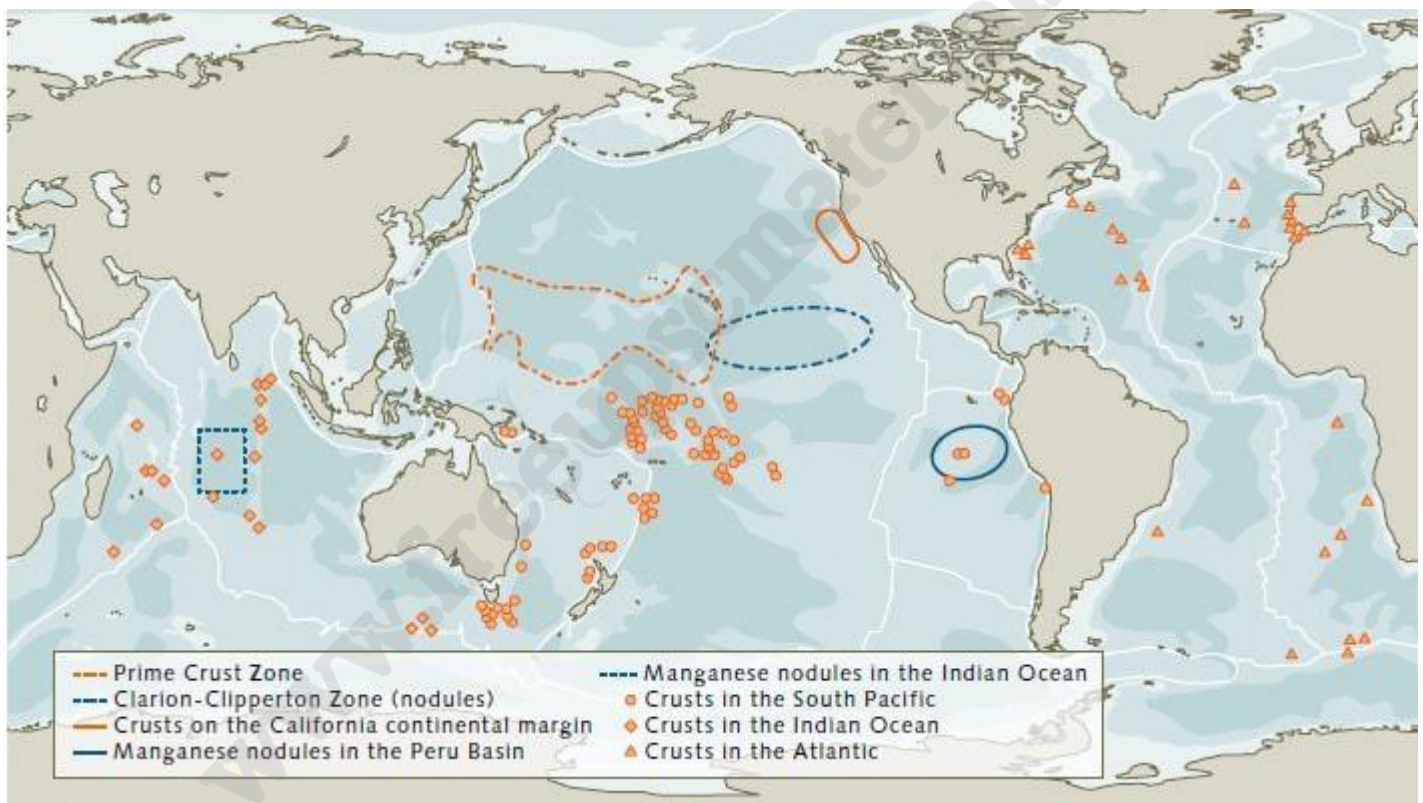 Prime Crust Zone
Clarion-Clipperton Zone (nodules)
Crusts on the California continental margin
Manganese nodules in the Peru Basin
Manganese nodules in the Indian Ocean
Crusts in the South Pacific
Crusts in the Indian Ocean
Crusts in the Atlantic